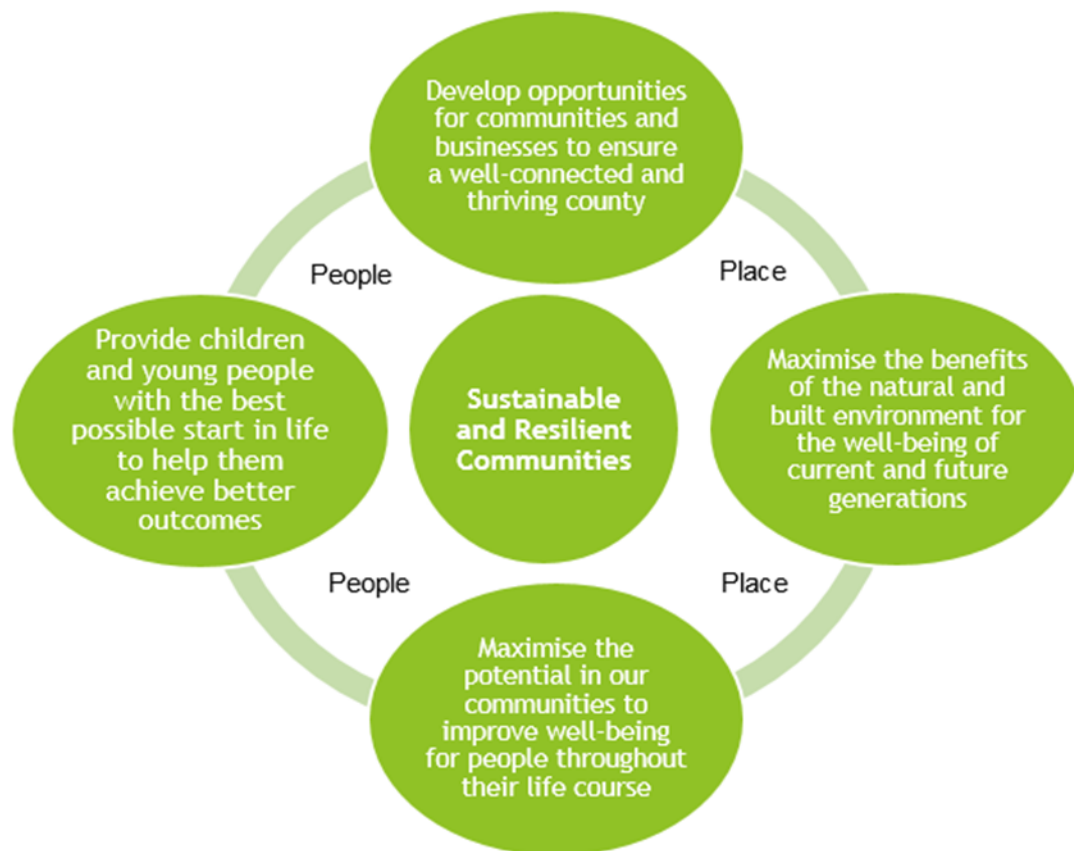 Develop opportunities
for communities and
businesses to ensure
a well-connected and
thriving county
People
Place
Provide children
and young people
with the best
possible start in life
to help them
achieve better
outcomes
Sustainable
and Resilient
Communities
Maximise the benefits
of the natural and
built environment for
the well-being of
current and future
generations
People
Place
Maximise the
potential in our
communities to
improve well-being
for people throughout
their life course